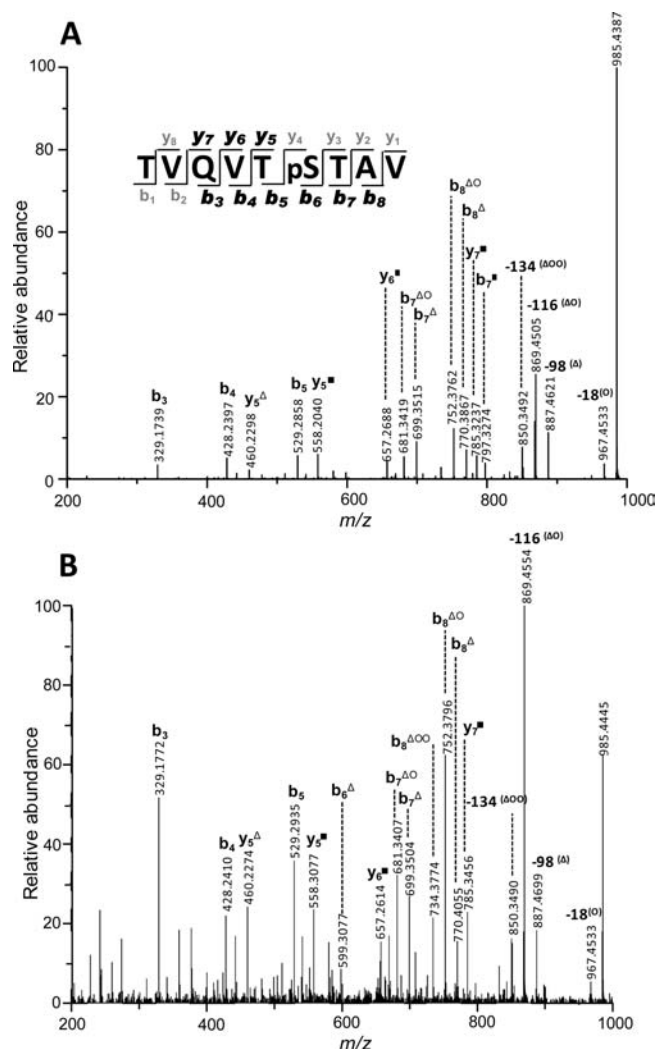 A
985.4387
100
y8 y7 y6 y5 y4 y3 y2 y1
TVQVTpSTAV
b1 b2 b3 b4 b5 b6 b7 b8
80
b8ΔO
b8Δ
y7■
b7■
-134 (ΔOO)
-116 (ΔO)
-98 (Δ)
-18(O)
60
y6■
b7ΔO
b7Δ
40
b3
b4
y5Δ
b5
y5■
20
0
329.1739
428.2397
460.2298
529.2858
558.2040
657.2688
681.3419
699.3515
752.3762
770.3867
785.3237
797.3274
850.3492
869.4505
887.4621
967.4533
Relative abundance
200 400 600 800 1000
m/z
B
-116 (ΔO)
869.4554
100
b8ΔO
b8Δ
y7■
80
b3
b8ΔOO
b7ΔO
b7Δ
-134 (ΔOO)
-98 (Δ)
-18(O)
985.4445
60
b4
y5Δ
b5
y5■
b6Δ
y6■
40
20
0
329.1772
428.2410
460.2274
529.2935
558.3077
599.3077
657.2614
681.3407
699.3504
734.3774
752.3796
770.4055
785.3456
850.3490
887.4699
967.4533
Relative abundance
200 400 600 800 1000
m/z